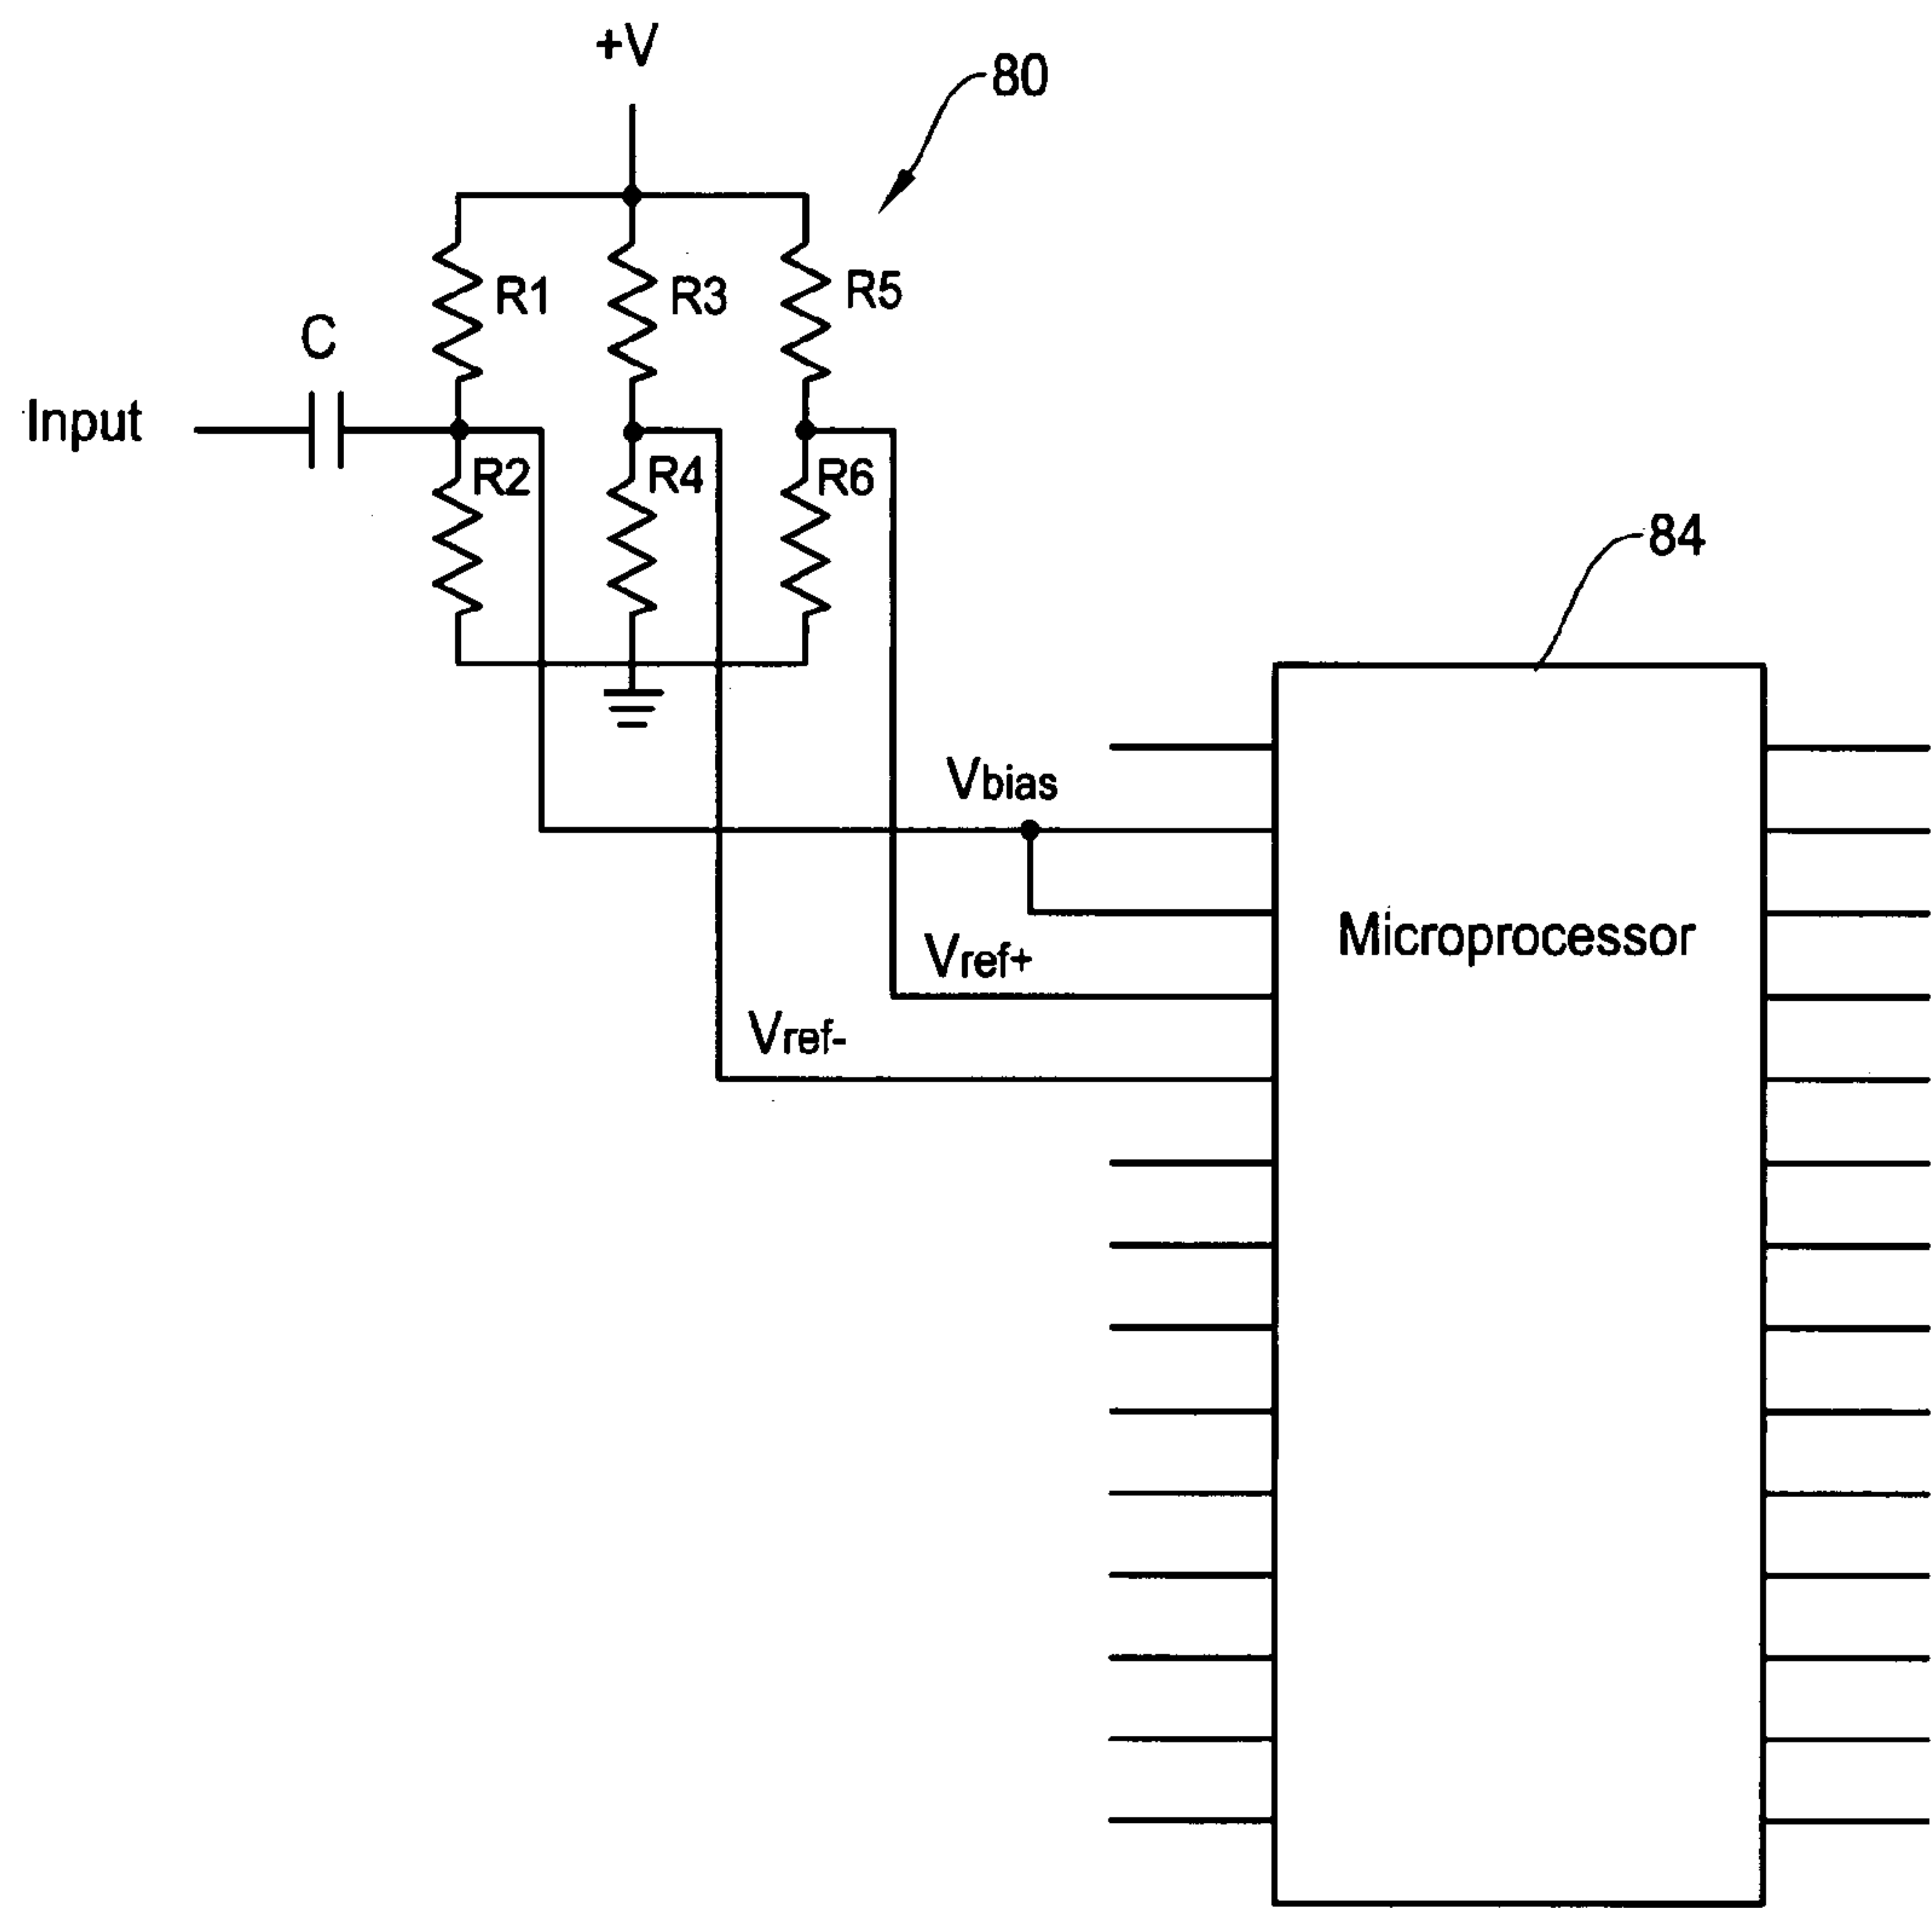 +V
80
R1
R3
R5
C
Input
R2
R4
R6
84
Vbias
Microprocessor
Vref+
Vref-